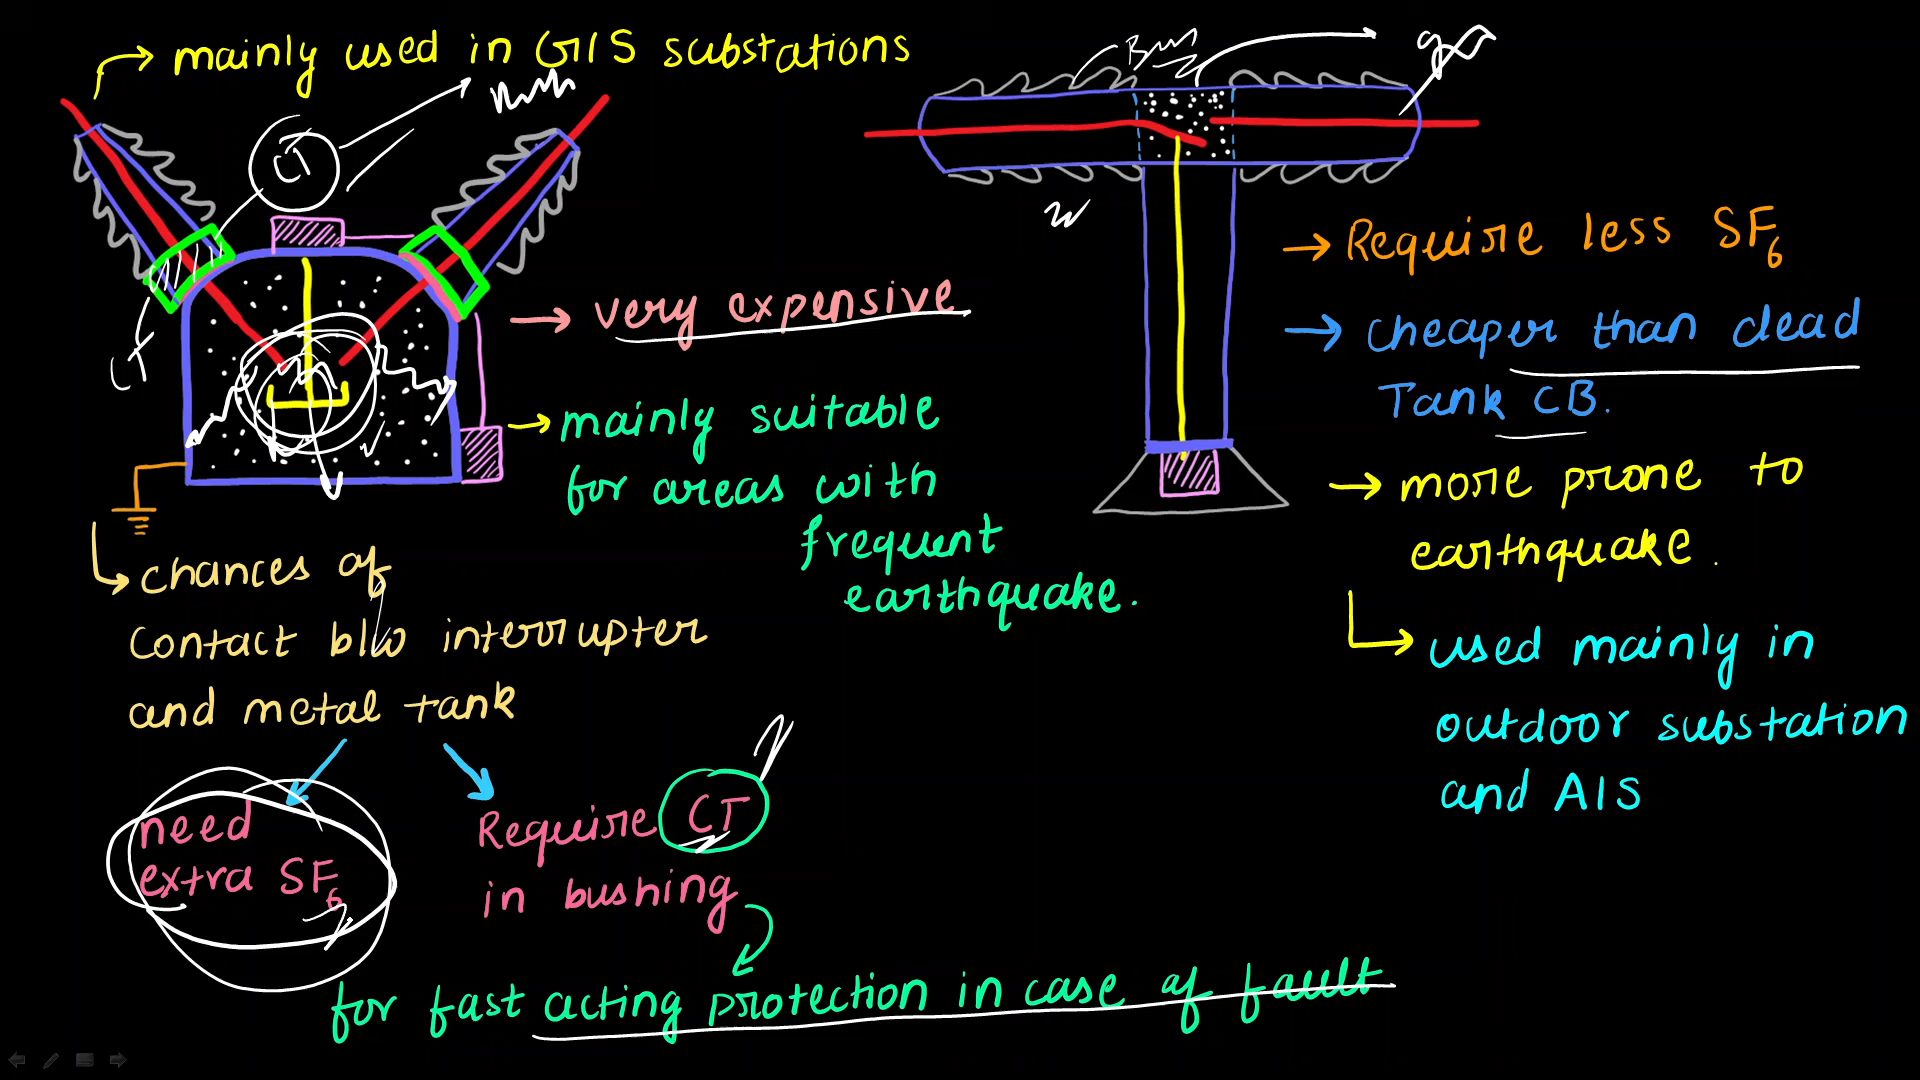 mainly used in GIS substations
CT
CT
very expensive
mainly suitable
for areas with
frequent
earthquake.
chances of
contact b/w interrupter
and metal tank
need
extra SF6
Require CT
in bushing
for fast acting protection in case of fault
Require less SF6
cheaper than dead
Tank CB.
more prone to
earthquake.
used mainly in
outdoor substation
and AIS